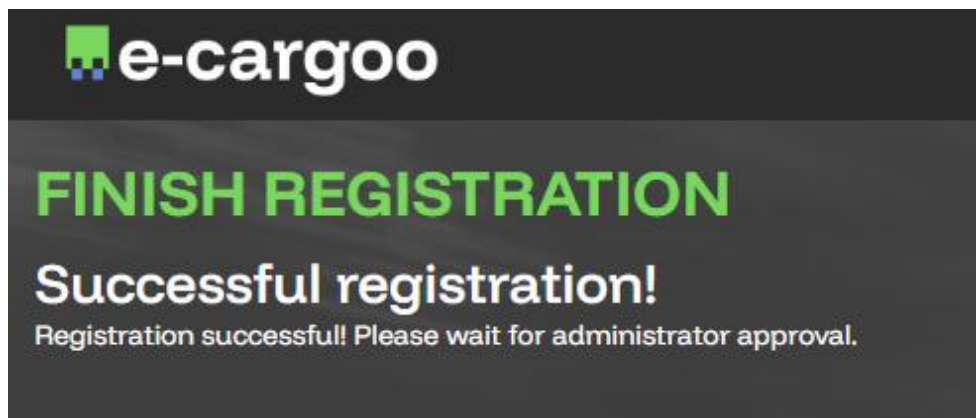 e-cargoo
FINISH REGISTRATION
Successful registration!
Registration successful! Please wait for administrator approval.